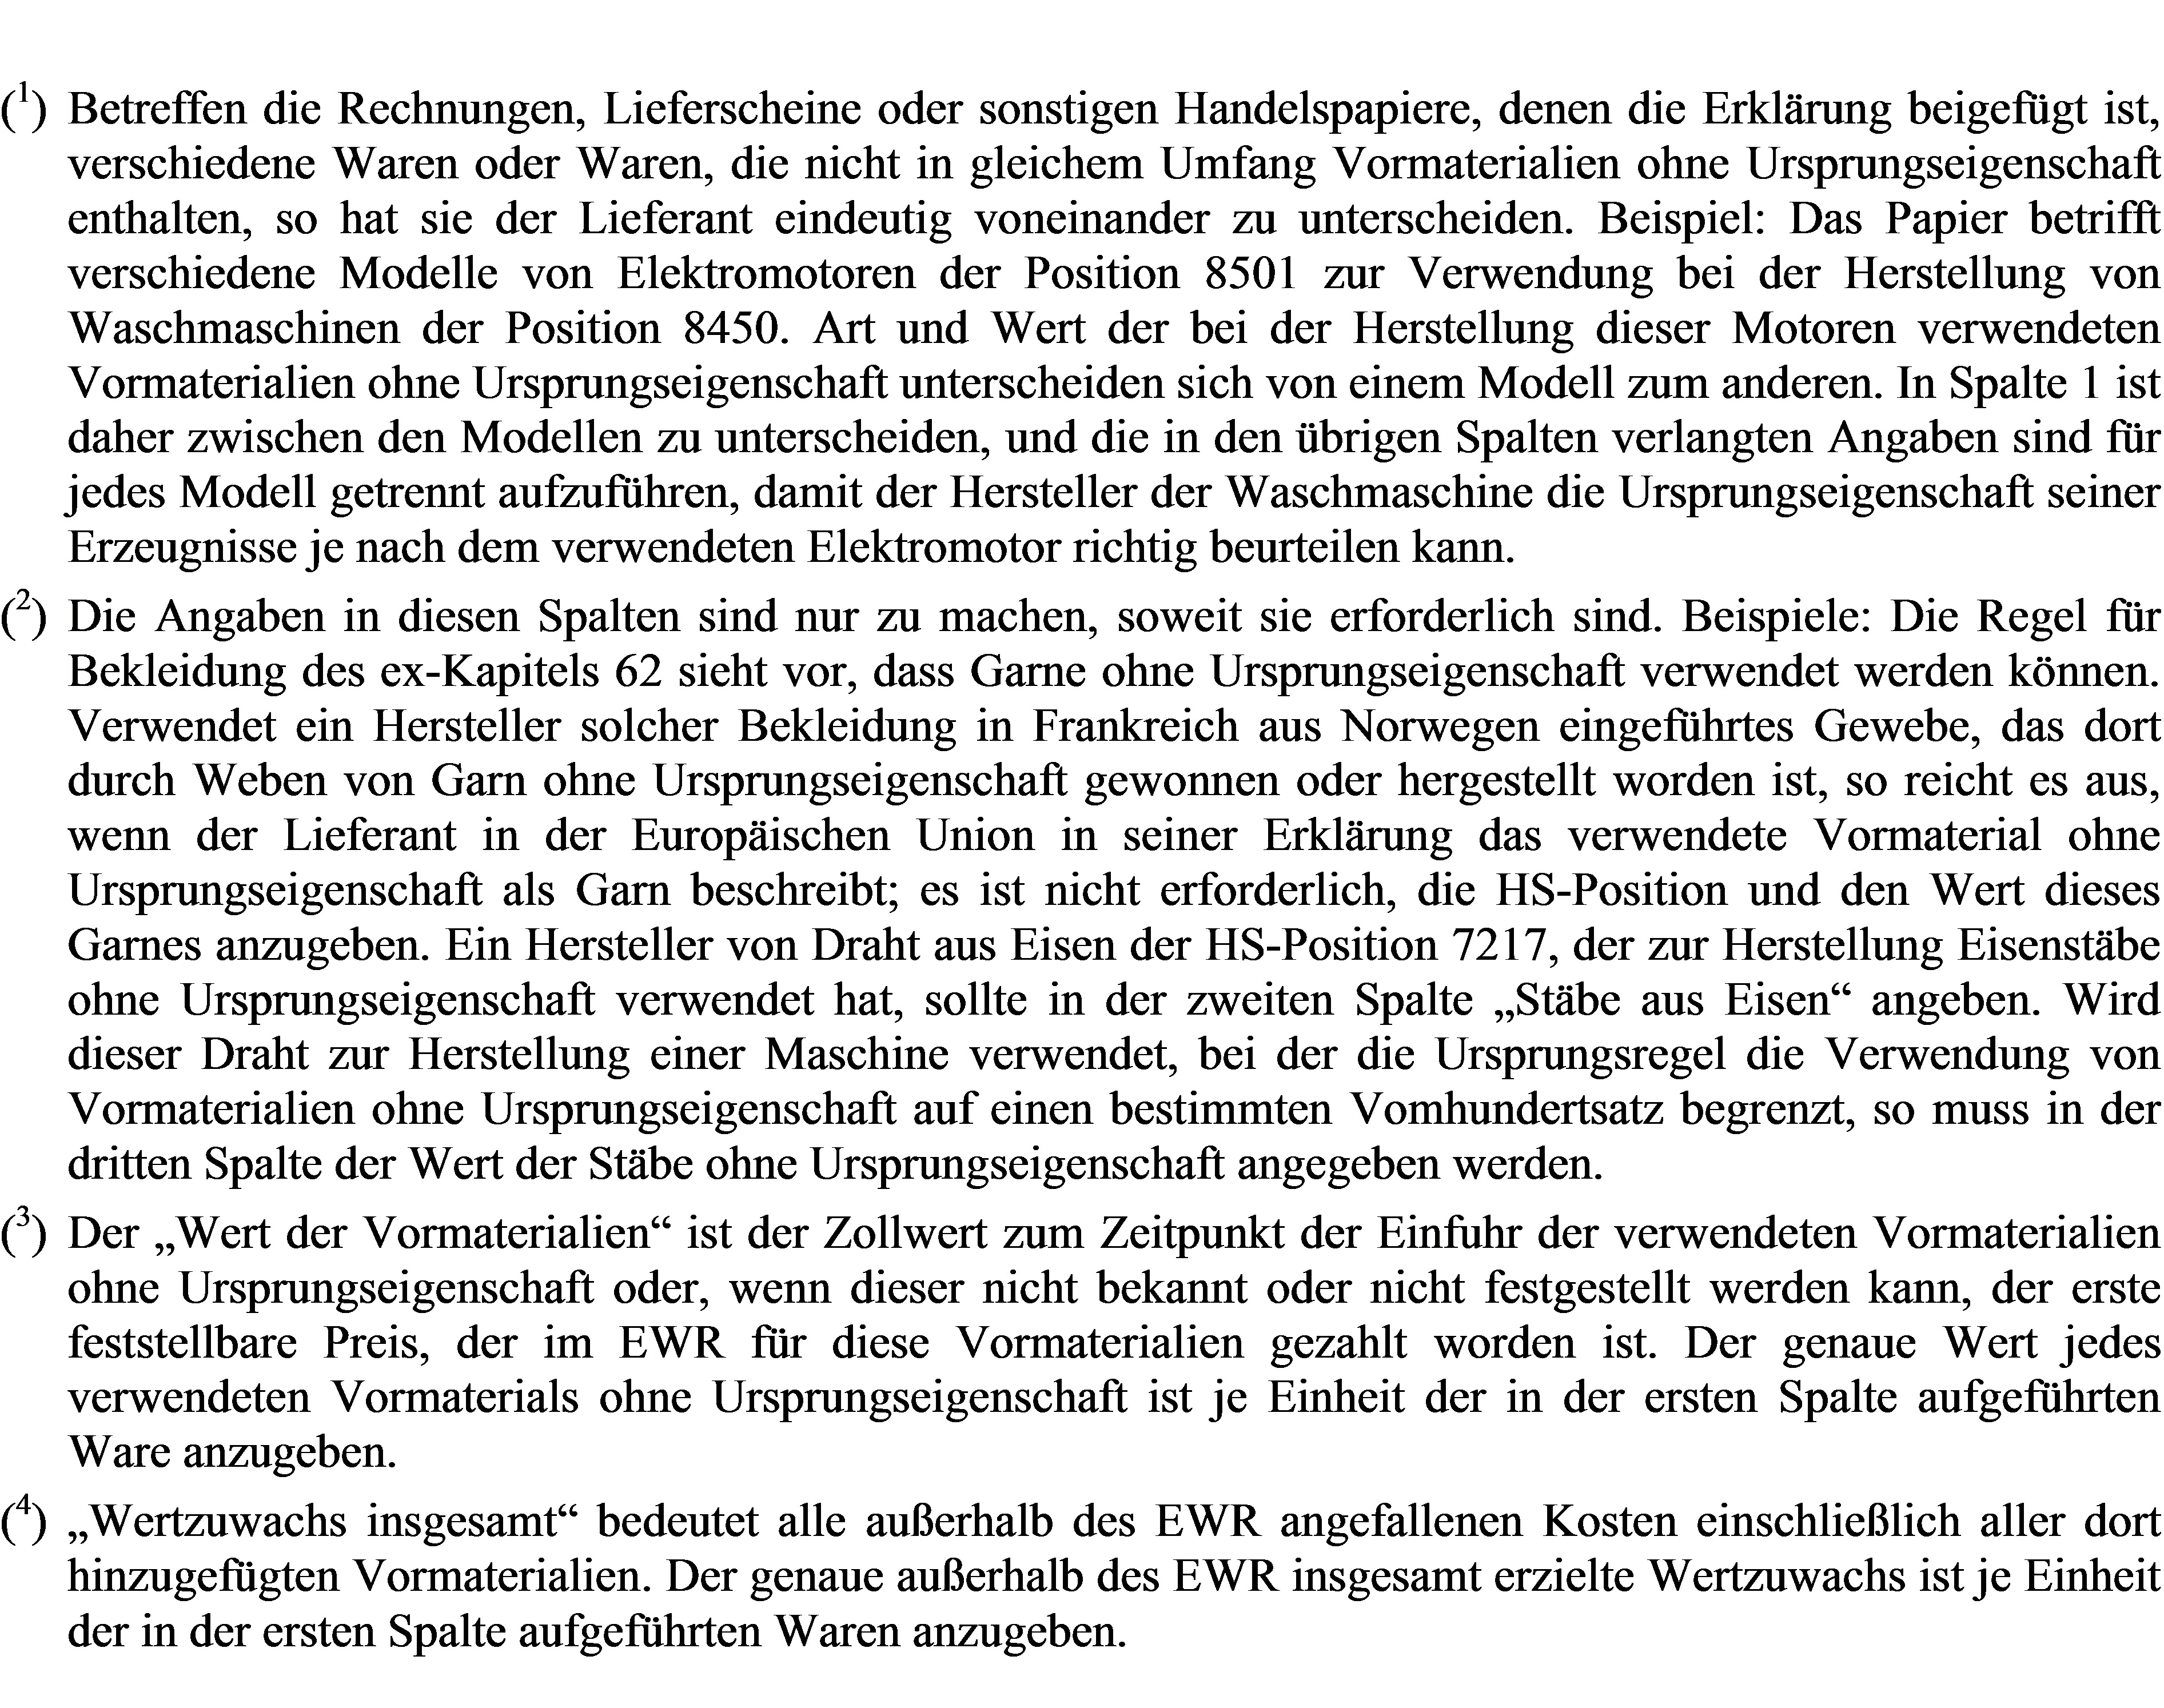 (1) Betreffen die Rechnungen, Lieferscheine oder sonstigen Handelspapiere, denen die Erklärung beigefügt ist,
verschiedene Waren oder Waren, die nicht in gleichem Umfang Vormaterialien ohne Ursprungseigenschaft
enthalten, so hat sie der Lieferant eindeutig voneinander zu unterscheiden. Beispiel: Das Papier betrifft
verschiedene Modelle von Elektromotoren der Position 8501 zur Verwendung bei der Herstellung von
Waschmaschinen der Position 8450. Art und Wert der bei der Herstellung dieser Motoren verwendeten
Vormaterialien ohne Ursprungseigenschaft unterscheiden sich von einem Modell zum anderen. In Spalte 1 ist
daher zwischen den Modellen zu unterscheiden, und die in den übrigen Spalten verlangten Angaben sind für
jedes Modell getrennt aufzuführen, damit der Hersteller der Waschmaschine die Ursprungseigenschaft seiner
Erzeugnisse je nach dem verwendeten Elektromotor richtig beurteilen kann.
(2) Die Angaben in diesen Spalten sind nur zu machen, soweit sie erforderlich sind. Beispiele: Die Regel für
Bekleidung des ex-Kapitels 62 sieht vor, dass Garne ohne Ursprungseigenschaft verwendet werden können.
Verwendet ein Hersteller solcher Bekleidung in Frankreich aus Norwegen eingeführtes Gewebe, das dort
durch Weben von Garn ohne Ursprungseigenschaft gewonnen oder hergestellt worden ist, so reicht es aus,
wenn der Lieferant in der Europäischen Union in seiner Erklärung das verwendete Vormaterial ohne
Ursprungseigenschaft als Garn beschreibt; es ist nicht erforderlich, die HS-Position und den Wert dieses
Garnes anzugeben. Ein Hersteller von Draht aus Eisen der HS-Position 7217, der zur Herstellung Eisenstäbe
ohne Ursprungseigenschaft verwendet hat, sollte in der zweiten Spalte „Stäbe aus Eisen“ angeben. Wird
dieser Draht zur Herstellung einer Maschine verwendet, bei der die Ursprungsregel die Verwendung von
Vormaterialien ohne Ursprungseigenschaft auf einen bestimmten Vomhundertsatz begrenzt, so muss in der
dritten Spalte der Wert der Stäbe ohne Ursprungseigenschaft angegeben werden.
(3) Der „Wert der Vormaterialien“ ist der Zollwert zum Zeitpunkt der Einfuhr der verwendeten Vormaterialien
ohne Ursprungseigenschaft oder, wenn dieser nicht bekannt oder nicht festgestellt werden kann, der erste
feststellbare Preis, der im EWR für diese Vormaterialien gezahlt worden ist. Der genaue Wert jedes
verwendeten Vormaterials ohne Ursprungseigenschaft ist je Einheit der in der ersten Spalte aufgeführten
Ware anzugeben.
(4) „Wertzuwachs insgesamt“ bedeutet alle außerhalb des EWR angefallenen Kosten einschließlich aller dort
hinzugefügten Vormaterialien. Der genaue außerhalb des EWR insgesamt erzielte Wertzuwachs ist je Einheit
der in der ersten Spalte aufgeführten Waren anzugeben.